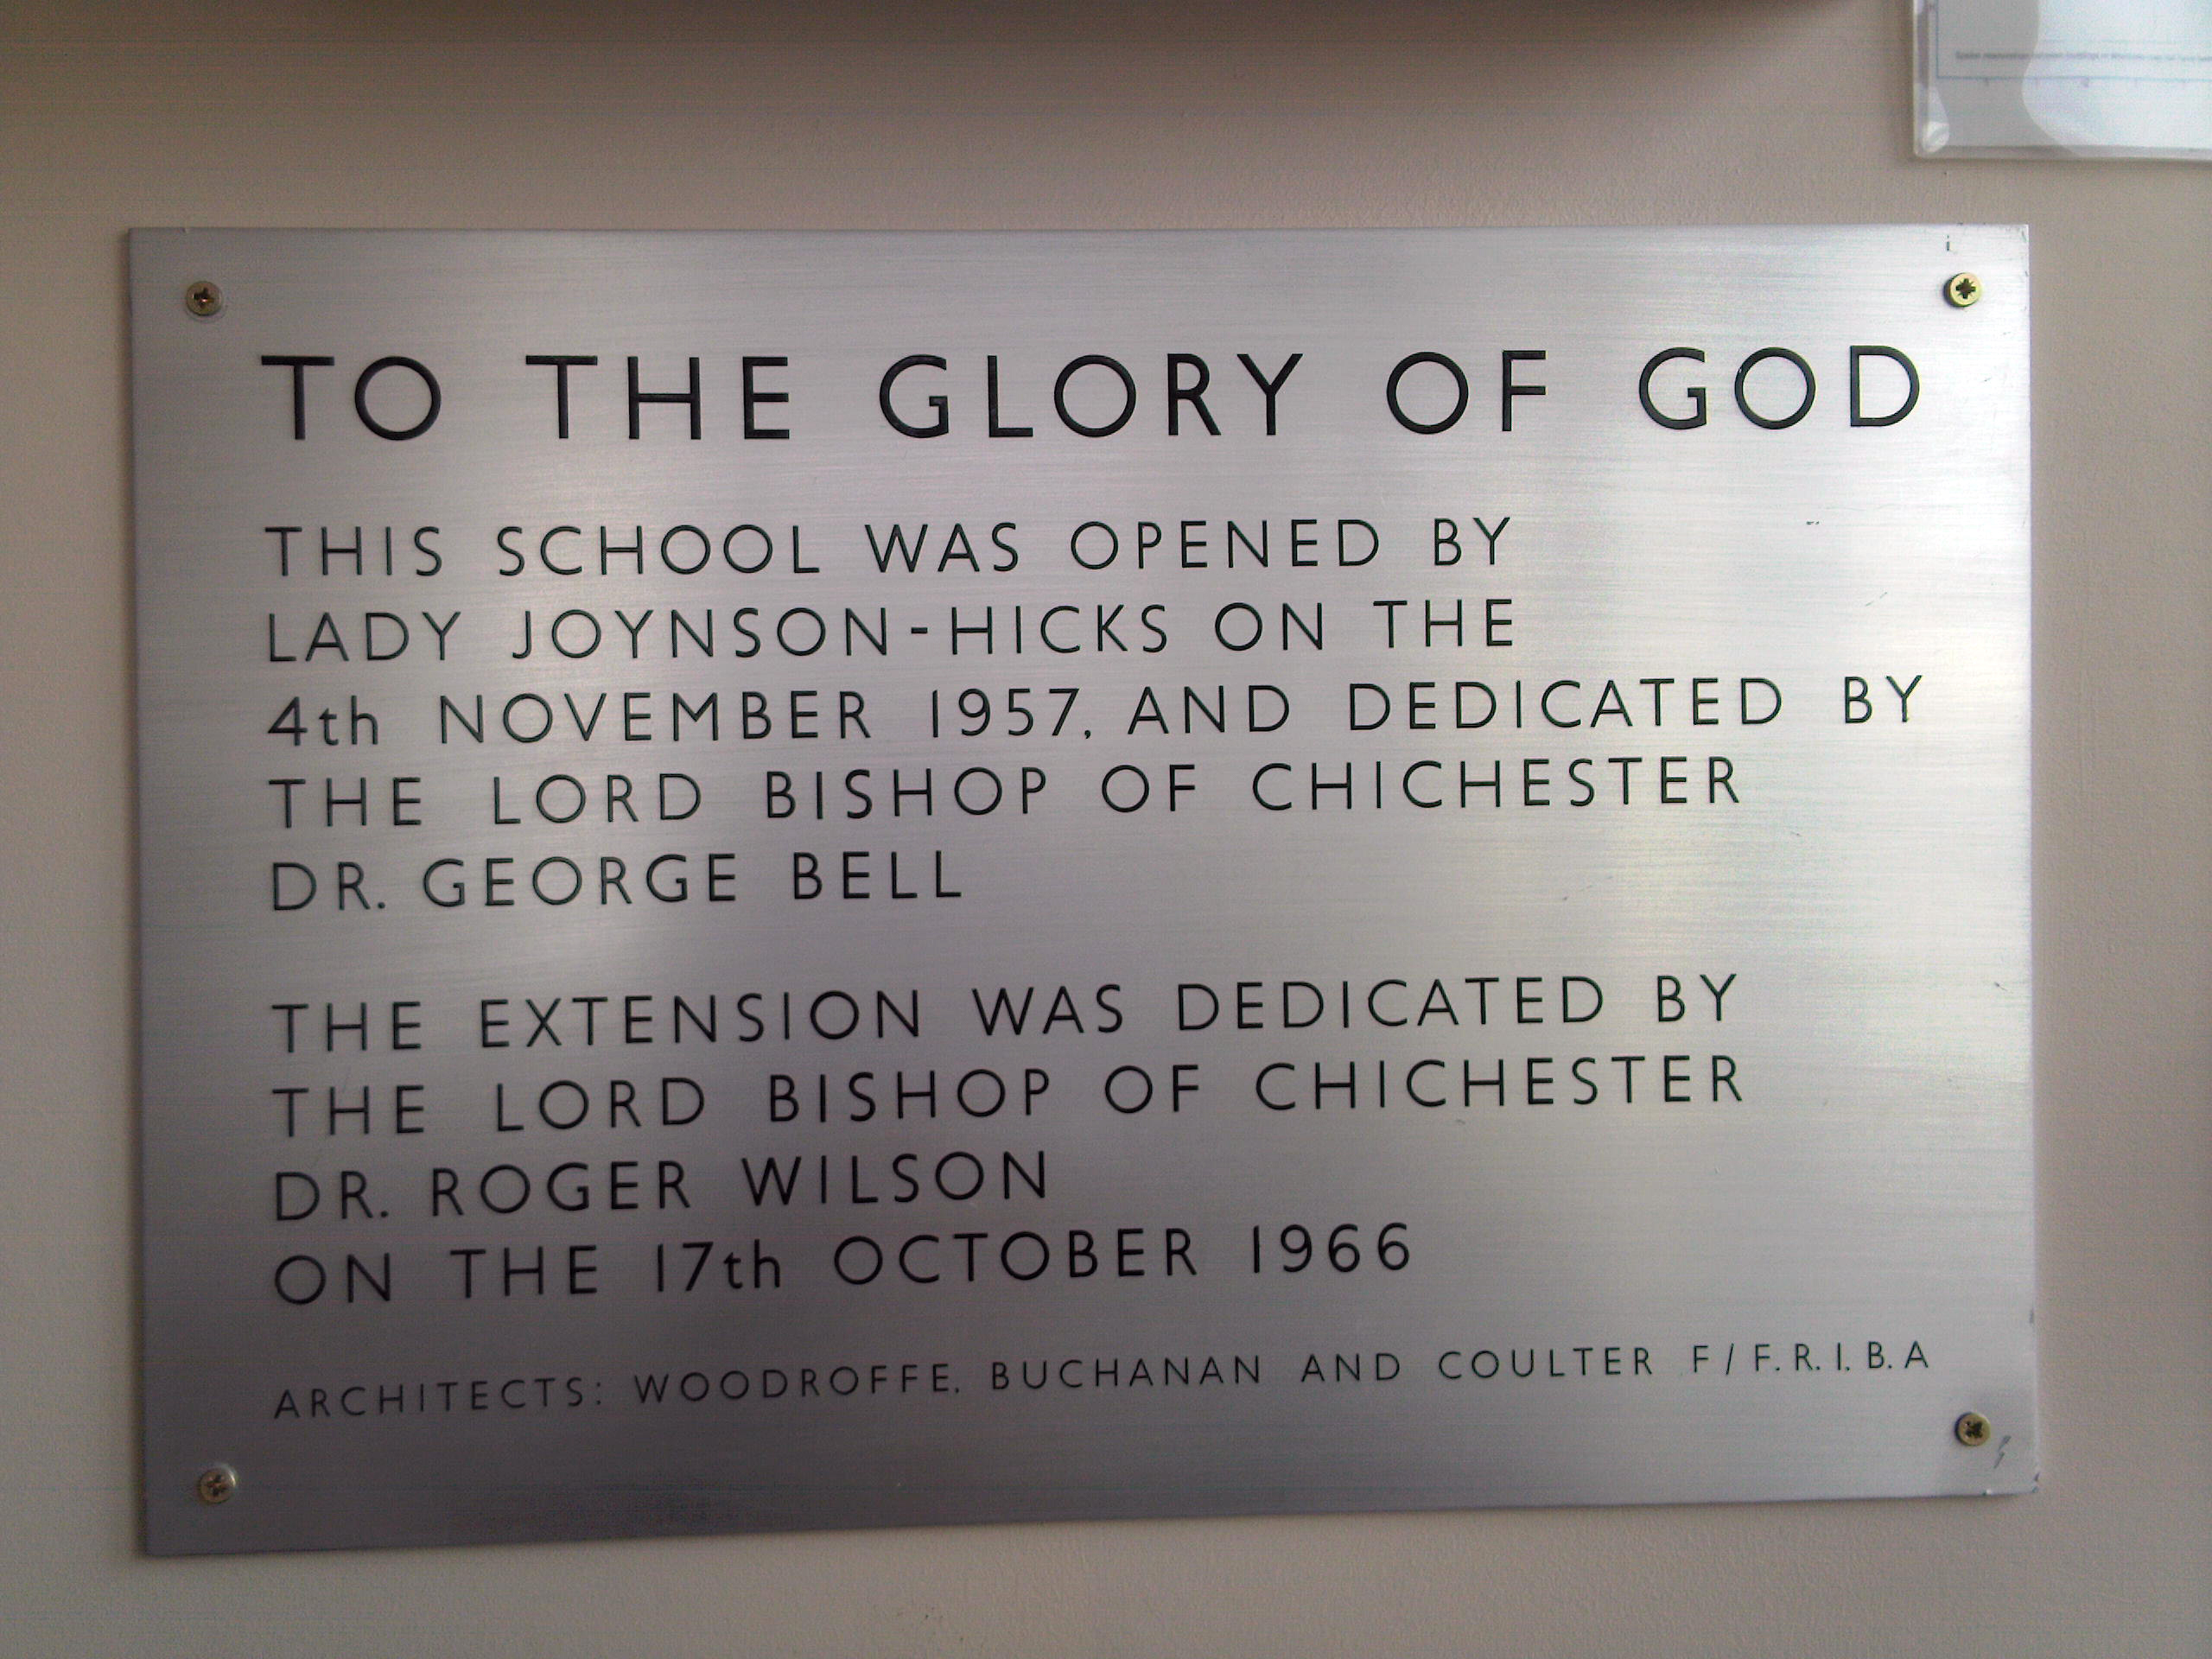 TO THE GLORY OF GOD
THIS SCHOOL WAS OPENED BY
LADY JOYNSON-HICKS ON THE
4th NOVEMBER 1957, AND DEDICATED BY
THE LORD BISHOP OF CHICHESTER
DR. GEORGE BELL
THE EXTENSION WAS DEDICATED BY
THE LORD BISHOP OF CHICHESTER
DR. ROGER WILSON
ON THE 17th OCTOBER 1966
ARCHITECTS: WOODROFFE. BUCHANAN AND COULTER F/F.R.I.B.A